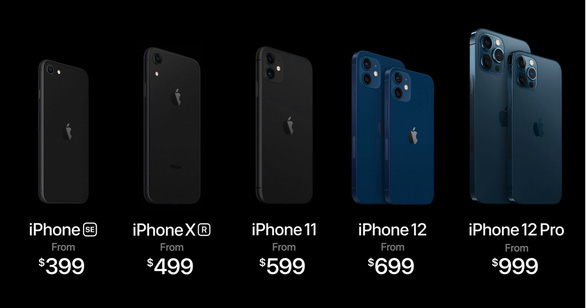 iPhone SE
From
$399
iPhone XR
From
$499
iPhone 11
From
$599
iPhone 12
From
$699
iPhone 12 Pro
From
$999